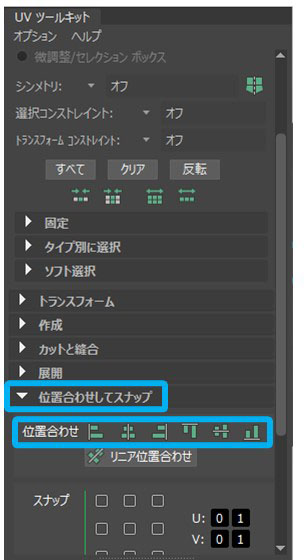 UV ツールキット
オプション ヘルプ
微調整/セレクション ボックス
シンメトリ: オフ
選択コンストレイント: オフ
トランスフォーム コンストレイント: オフ
すべて クリア 反転
固定
タイプ別に選択
ソフト選択
トランスフォーム
作成
カットと縫合
展開
位置合わせしてスナップ
位置合わせ
リニア位置合わせ
スナップ
U: 0 1
V: 0 1